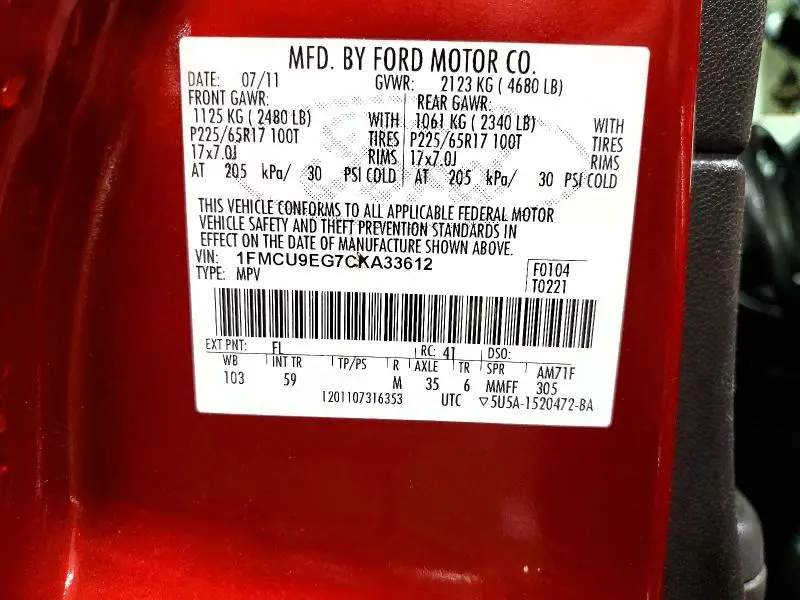 MFD. BY FORD MOTOR CO.
DATE: 07/11 GVWR: 2123 KG ( 4680 LB)
FRONT GAWR: REAR GAWR:
1125 KG ( 2480 LB) WITH 1061 KG ( 2340 LB) WITH
P225/65R17 100T TIRES P225/65R17 100T TIRES
17x7.0J RIMS 17x7.0J RIMS
AT 205 kPa/ 30 PSI COLD AT 205 kPa/ 30 PSI COLD
THIS VEHICLE CONFORMS TO ALL APPLICABLE FEDERAL MOTOR
VEHICLE SAFETY AND THEFT PREVENTION STANDARDS IN
EFFECT ON THE DATE OF MANUFACTURE SHOWN ABOVE.
VIN: 1FMCU9EG7CKA33612 F0104
TYPE: MPV T0221
EXT PNT: FL RC: 41 DSO:
WB INT TR TP/PS R AXLE TR SPR AM71F
103 59 M 35 6 MMFF 305
1201107316353 UTC ▽5U5A-1520472-BA